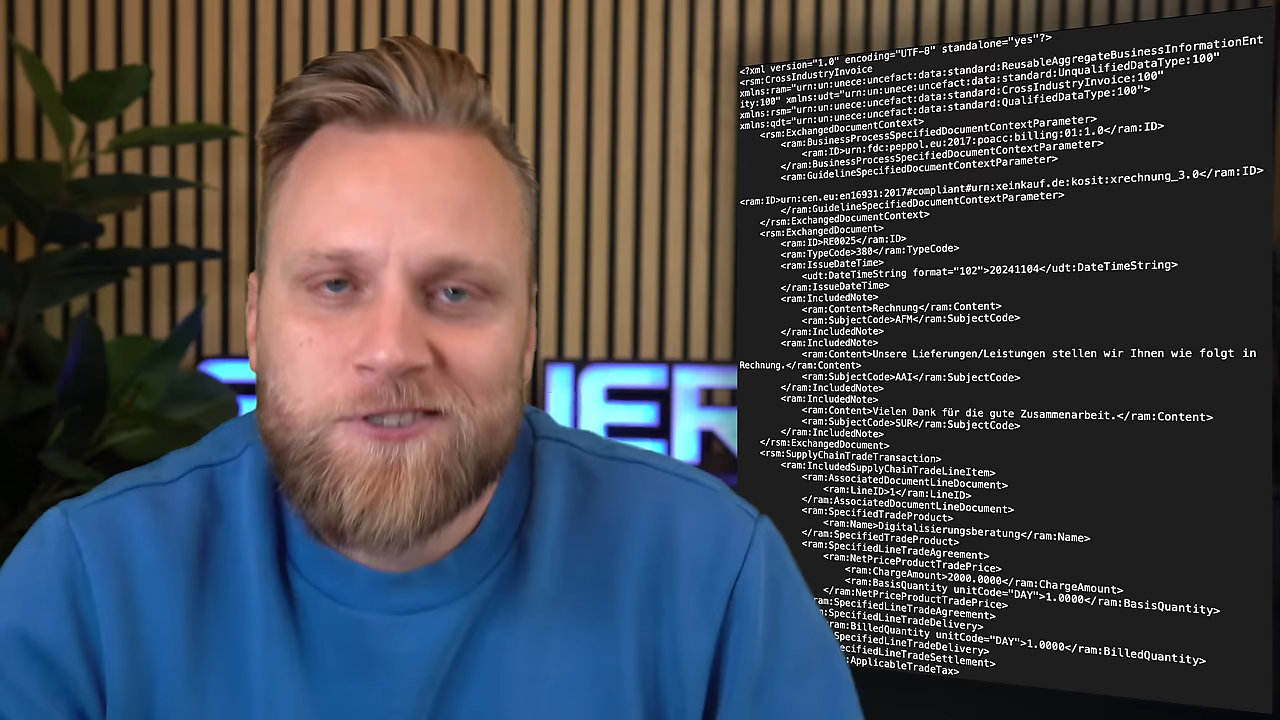 <?xml version="1.0" encoding="UTF-8" standalone="yes"?>
<rsm:CrossIndustryInvoice
xmlns:ram="urn:un:unece:uncefact:data:standard:ReusableAggregateBusinessInformationEnt
ity:100" xmlns:udt="urn:un:unece:uncefact:data:standard:UnqualifiedDataType:100"
xmlns:rsm="urn:un:unece:uncefact:data:standard:CrossIndustryInvoice:100"
xmlns:qdt="urn:un:unece:uncefact:data:standard:QualifiedDataType:100">
<rsm:ExchangedDocumentContext>
<ram:BusinessProcessSpecifiedDocumentContextParameter>
<ram:ID>urn:fdc:peppol.eu:2017:poacc:billing:01:1.0</ram:ID>
</ram:BusinessProcessSpecifiedDocumentContextParameter>
<ram:GuidelineSpecifiedDocumentContextParameter>
<ram:ID>urn:cen.eu:en16931:2017#compliant#urn:xeinkauf.de:kosit:xrechnung_3.0</ram:ID>
</ram:GuidelineSpecifiedDocumentContextParameter>
</rsm:ExchangedDocumentContext>
<rsm:ExchangedDocument>
<ram:ID>RE0025</ram:ID>
<ram:TypeCode>380</ram:TypeCode>
<ram:IssueDateTime>
<udt:DateTimeString format="102">20241104</udt:DateTimeString>
</ram:IssueDateTime>
<ram:IncludedNote>
<ram:Content>Rechnung</ram:Content>
<ram:SubjectCode>AFM</ram:SubjectCode>
</ram:IncludedNote>
<ram:IncludedNote>
<ram:Content>Unsere Lieferungen/Leistungen stellen wir Ihnen wie folgt in
Rechnung.</ram:Content>
<ram:SubjectCode>AAI</ram:SubjectCode>
</ram:IncludedNote>
<ram:IncludedNote>
<ram:Content>Vielen Dank für die gute Zusammenarbeit.</ram:Content>
<ram:SubjectCode>SUR</ram:SubjectCode>
</ram:IncludedNote>
</rsm:ExchangedDocument>
<rsm:SupplyChainTradeTransaction>
<ram:IncludedSupplyChainTradeLineItem>
<ram:AssociatedDocumentLineDocument>
<ram:LineID>1</ram:LineID>
</ram:AssociatedDocumentLineDocument>
<ram:SpecifiedTradeProduct>
<ram:Name>Digitalisierungsberatung</ram:Name>
</ram:SpecifiedTradeProduct>
<ram:SpecifiedLineTradeAgreement>
<ram:NetPriceProductTradePrice>
<ram:ChargeAmount>2000.0000</ram:ChargeAmount>
<ram:BasisQuantity unitCode="DAY">1.0000</ram:BasisQuantity>
</ram:NetPriceProductTradePrice>
ram:SpecifiedLineTradeAgreement>
am:SpecifiedLineTradeDelivery>
ram:BilledQuantity unitCode="DAY">1.0000</ram:BilledQuantity>
SpecifiedLineTradeDelivery>
ecifiedLineTradeSettlement>
:ApplicableTradeTax>